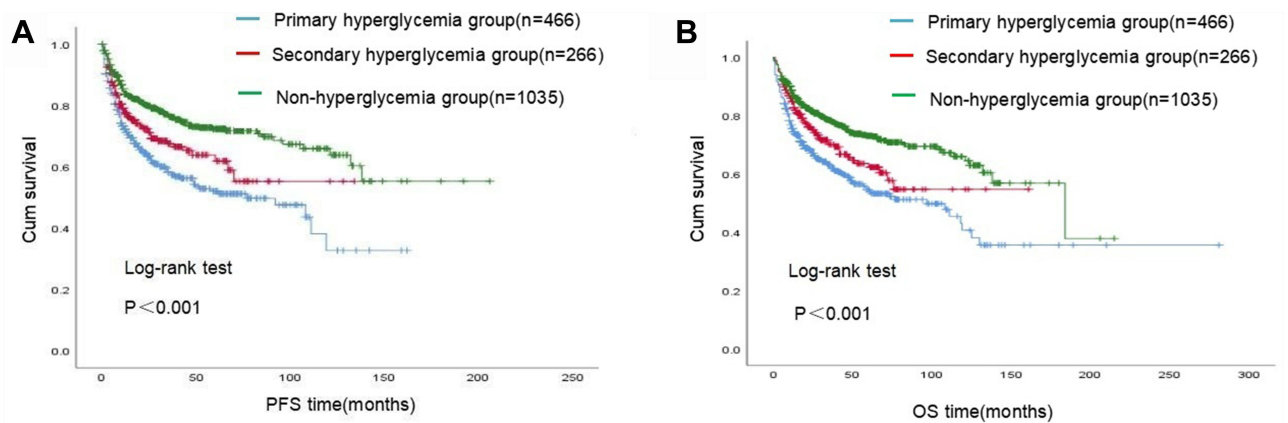 A
Primary hyperglycemia group(n=466)
Secondary hyperglycemia group(n=266)
Non-hyperglycemia group(n=1035)
Cum survival
1.0
0.8
0.6
0.4
0.2
0.0
Log-rank test
P<0.001
0 50 100 150 200 250
PFS time(months)
B
Primary hyperglycemia group(n=466)
Secondary hyperglycemia group(n=266)
Non-hyperglycemia group(n=1035)
Cum survival
1.0
0.8
0.6
0.4
0.2
0.0
Log-rank test
P<0.001
0 50 100 150 200 250 300
OS time(months)